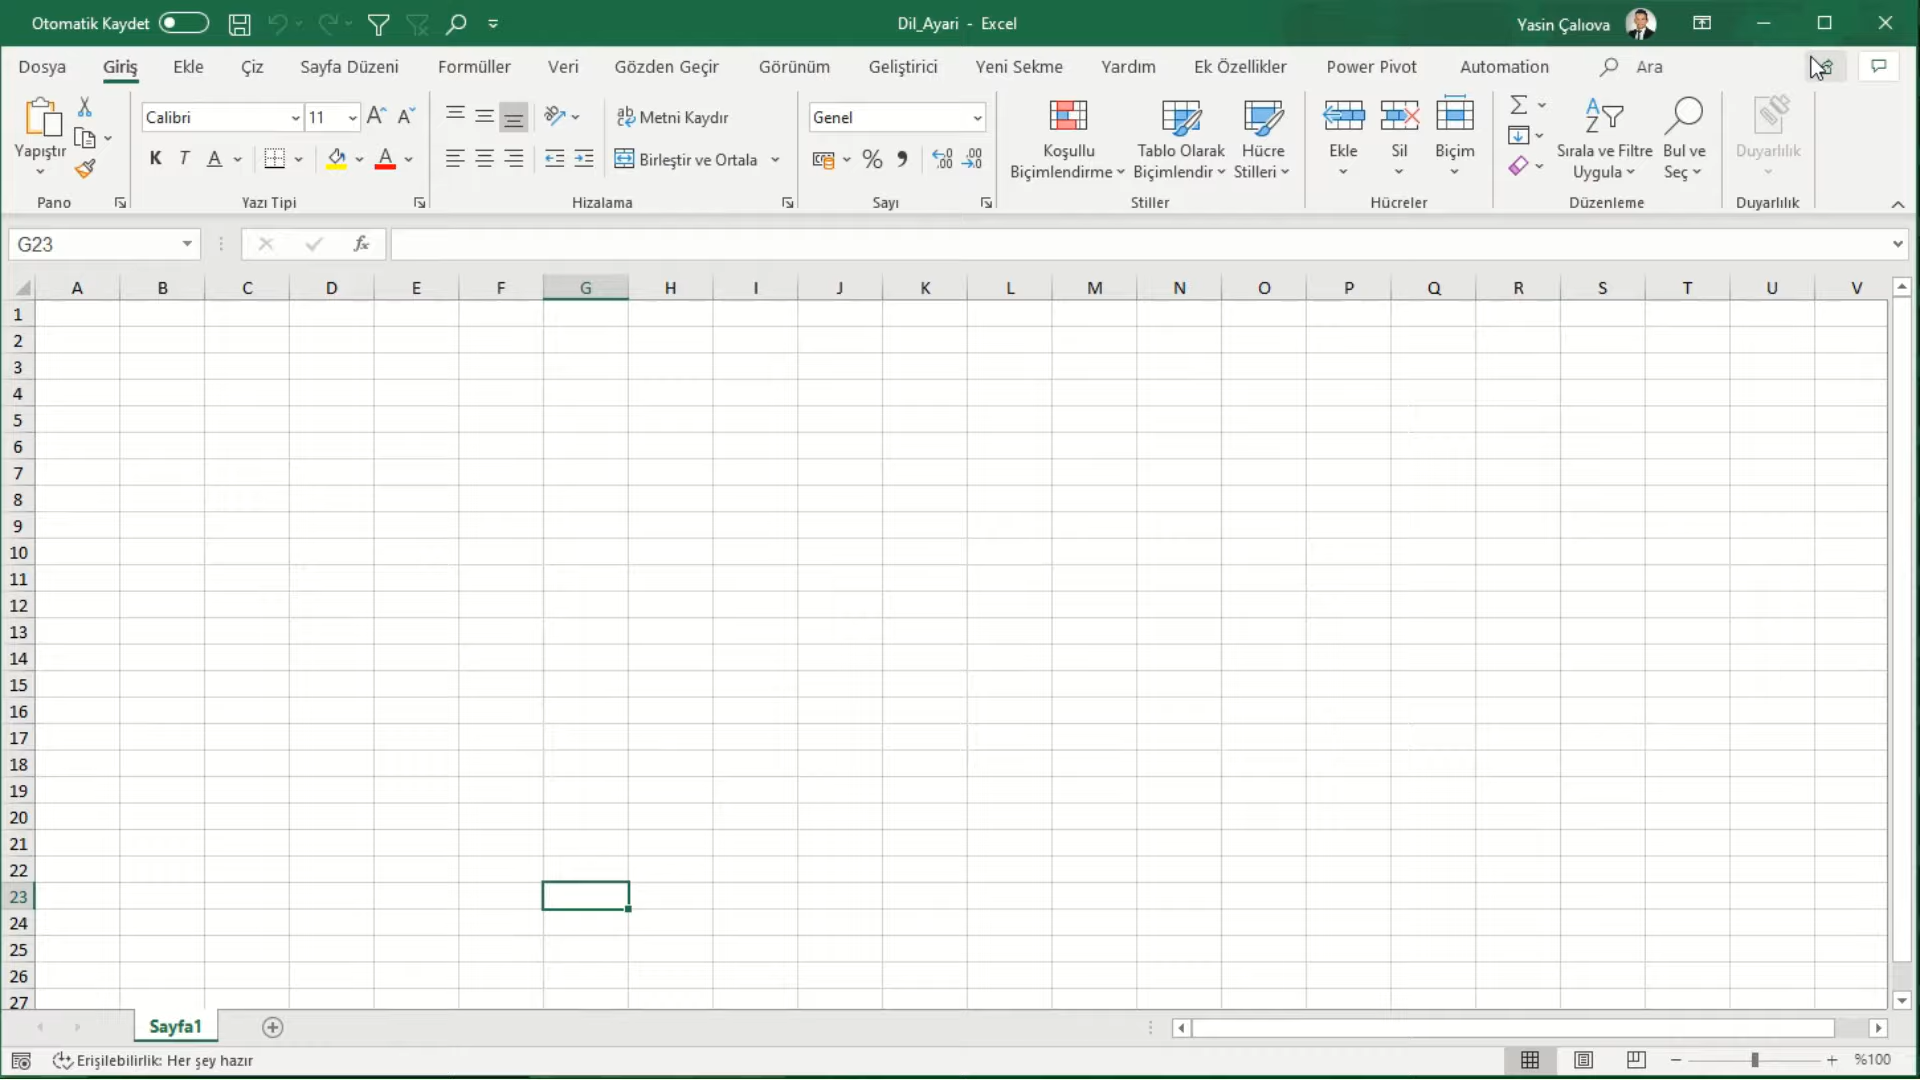 Otomatik Kaydet
Dil_Ayari - Excel
Yasin Çalıova
Dosya Giriş Ekle Çiz Sayfa Düzeni Formüller Veri Gözden Geçir Görünüm Geliştirici Yeni Sekme Yardım Ek Özellikler Power Pivot Automation Ara
Yapıştır
Calibri 11 A A
K T A A
ab Metni Kaydır
Birleştir ve Ortala
Genel
% ,00 ,00
Koşullu Biçimlendirme
Tablo Olarak Biçimlendir
Hücre Stilleri
Ekle Sil Biçim
Sırala ve Filtre Uygula
Bul ve Seç
Duyarlılık
Pano Yazı Tipi Hizalama Sayı Stiller Hücreler Düzenleme Duyarlılık
G23 fx
A B C D E F G H I J K L M N O P Q R S T U V
1
2
3
4
5
6
7
8
9
10
11
12
13
14
15
16
17
18
19
20
21
22
23
24
25
26
27
Sayfa1
Erişilebilirlik: Her şey hazır
%100